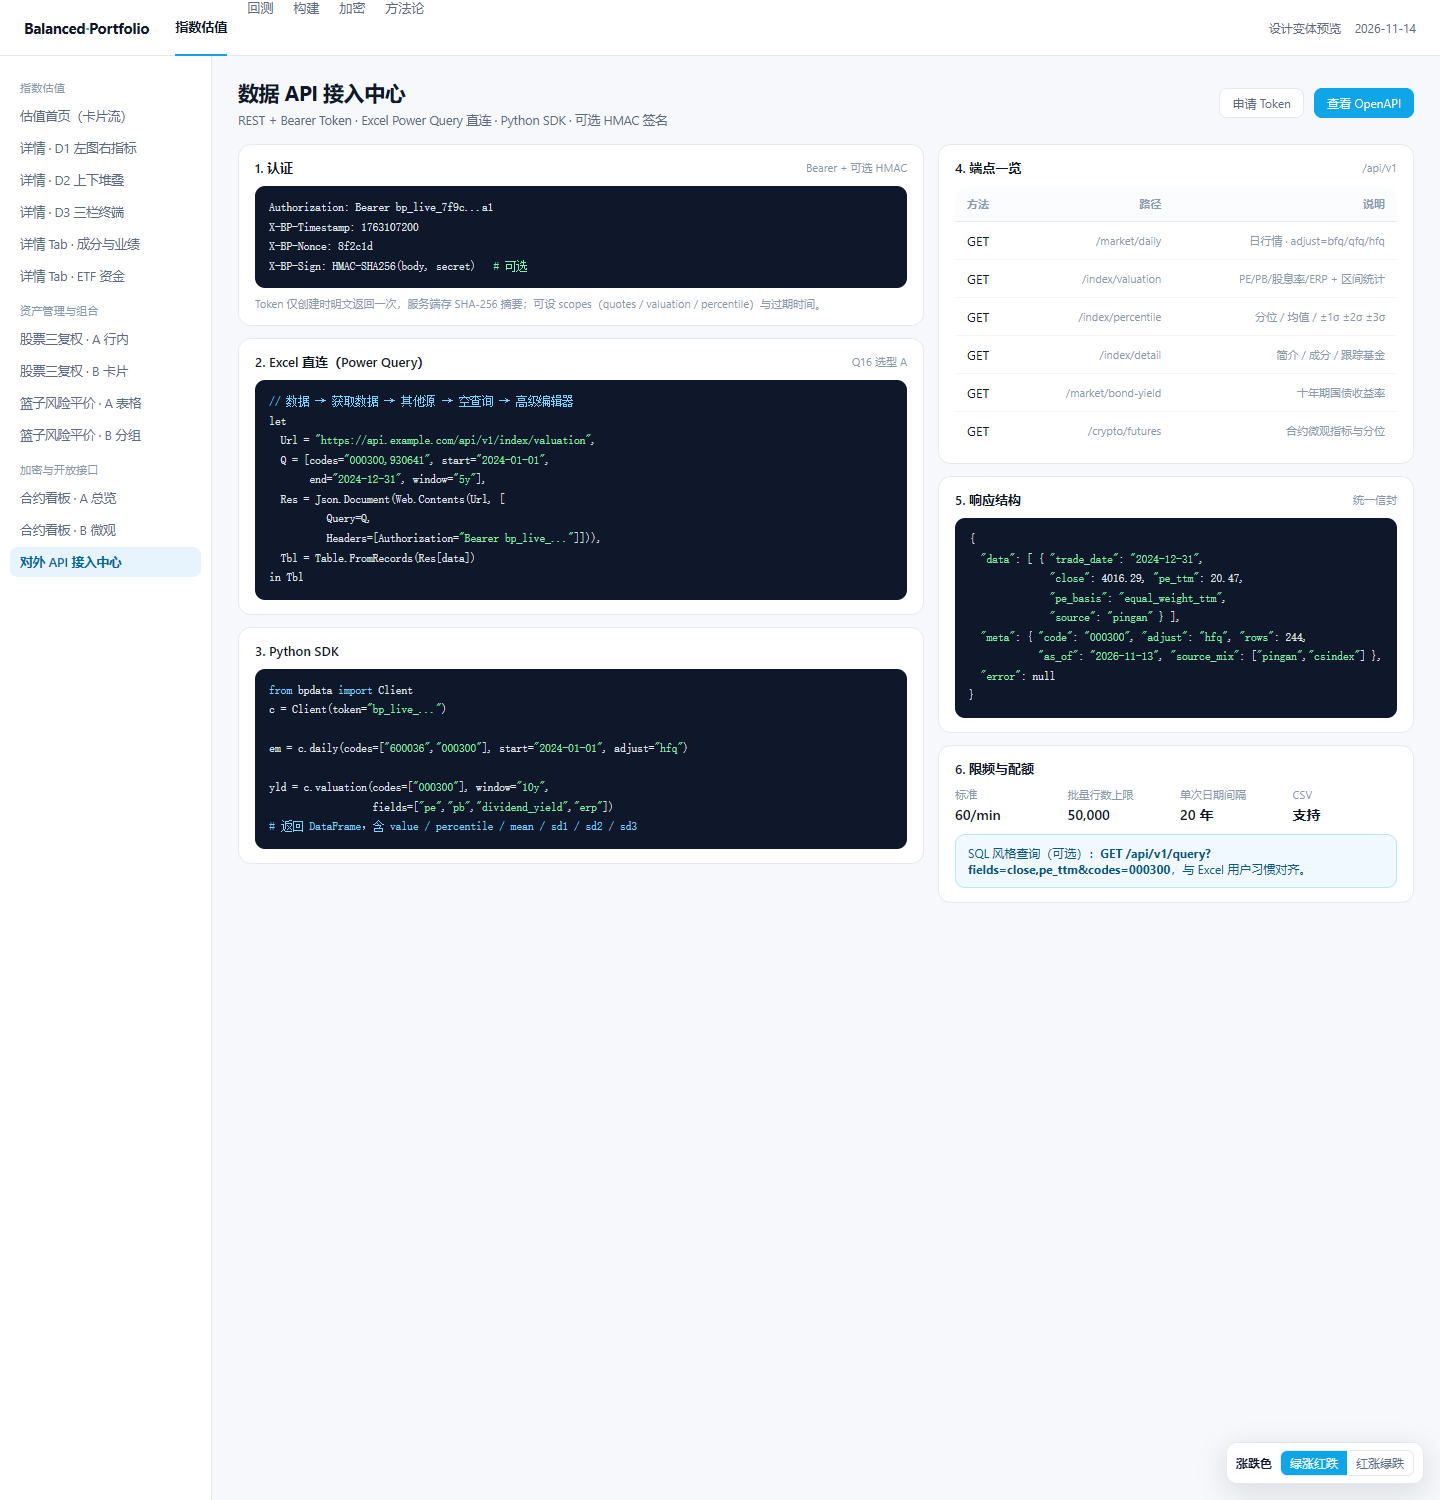 Balanced·Portfolio
指数估值
回测
构建
加密
方法论
设计变体预览
2026-11-14
指数估值
估值首页（卡片流）
详情 · D1 左图右指标
详情 · D2 上下堆叠
详情 · D3 三栏终端
详情 Tab · 成分与业绩
详情 Tab · ETF 资金
资产管理与组合
股票三复权 · A 行内
股票三复权 · B 卡片
篮子风险平价 · A 表格
篮子风险平价 · B 分组
加密与开放接口
合约看板 · A 总览
合约看板 · B 微观
对外 API 接入中心
数据 API 接入中心
REST + Bearer Token · Excel Power Query 直连 · Python SDK · 可选 HMAC 签名
申请 Token
查看 OpenAPI
1. 认证
Bearer + 可选 HMAC
Authorization: Bearer bp_live_7f9c...a1
X-BP-Timestamp: 1763107200
X-BP-Nonce: 8f2c1d
X-BP-Sign: HMAC-SHA256(body, secret)   # 可选
Token 仅创建时明文返回一次，服务端存 SHA-256 摘要；可设 scopes（quotes / valuation / percentile）与过期时间。
2. Excel 直连（Power Query）
Q16 选型 A
// 数据 → 获取数据 → 其他源 → 空查询 → 高级编辑器
let
  Url = "https://api.example.com/api/v1/index/valuation",
  Q = [codes="000300,930641", start="2024-01-01",
       end="2024-12-31", window="5y"],
  Res = Json.Document(Web.Contents(Url, [
          Query=Q,
          Headers=[Authorization="Bearer bp_live_..."]])),
  Tbl = Table.FromRecords(Res[data])
in Tbl
3. Python SDK
from bpdata import Client
c = Client(token="bp_live_...")
em = c.daily(codes=["600036","000300"], start="2024-01-01", adjust="hfq")
yld = c.valuation(codes=["000300"], window="10y",
                  fields=["pe","pb","dividend_yield","erp"])
# 返回 DataFrame，含 value / percentile / mean / sd1 / sd2 / sd3
4. 端点一览
/api/v1
方法 路径 说明
GET /market/daily 日行情 · adjust=bfq/qfq/hfq
GET /index/valuation PE/PB/股息率/ERP + 区间统计
GET /index/percentile 分位 / 均值 / ±1σ ±2σ ±3σ
GET /index/detail 简介 / 成分 / 跟踪基金
GET /market/bond-yield 十年期国债收益率
GET /crypto/futures 合约微观指标与分位
5. 响应结构
统一信封
{
  "data": [ { "trade_date": "2024-12-31",
              "close": 4016.29, "pe_ttm": 20.47,
              "pe_basis": "equal_weight_ttm",
              "source": "pingan" } ],
  "meta": { "code": "000300", "adjust": "hfq", "rows": 244,
            "as_of": "2026-11-13", "source_mix": ["pingan","csindex"] },
  "error": null
}
6. 限频与配额
标准 批量行数上限 单次日期间隔 CSV
60/min 50,000 20 年 支持
SQL 风格查询（可选）：GET /api/v1/query?
fields=close,pe_ttm&codes=000300，与 Excel 用户习惯对齐。
涨跌色
绿涨红跌
红涨绿跌